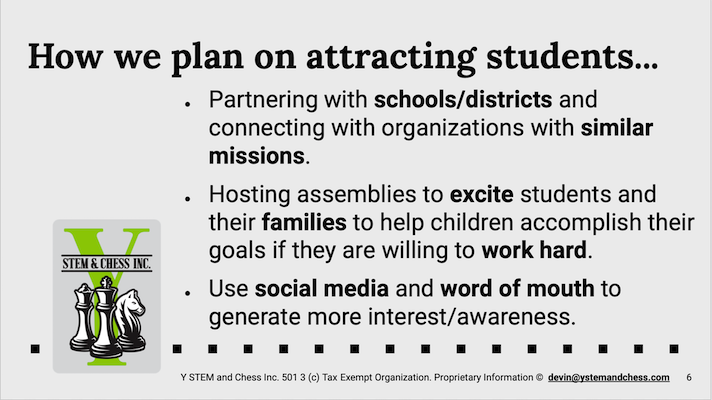 How we plan on attracting students...
• Partnering with schools/districts and
connecting with organizations with similar
missions.
• Hosting assemblies to excite students and
their families to help children accomplish their
goals if they are willing to work hard.
• Use social media and word of mouth to
generate more interest/awareness.
Y
STEM & CHESS INC.
Y STEM and Chess Inc. 501 3 (c) Tax Exempt Organization. Proprietary Information © devin@ystemandchess.com 6